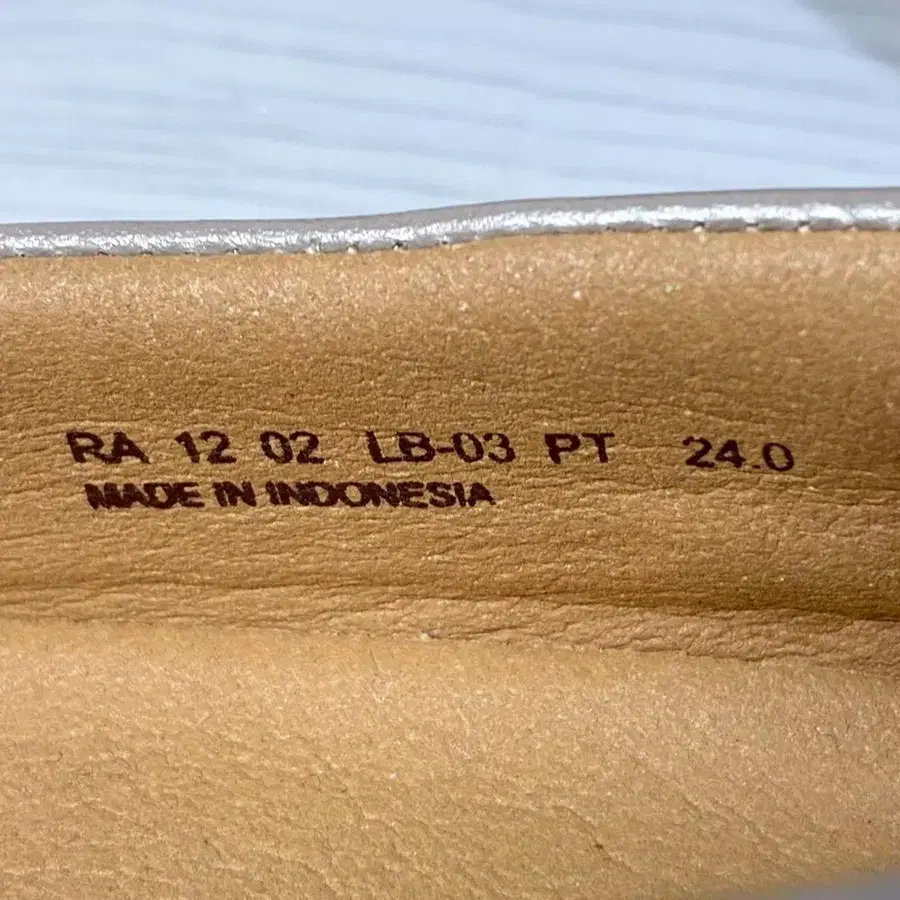 RA 12 02 LB-03 PT 24.0
MADE IN INDONESIA